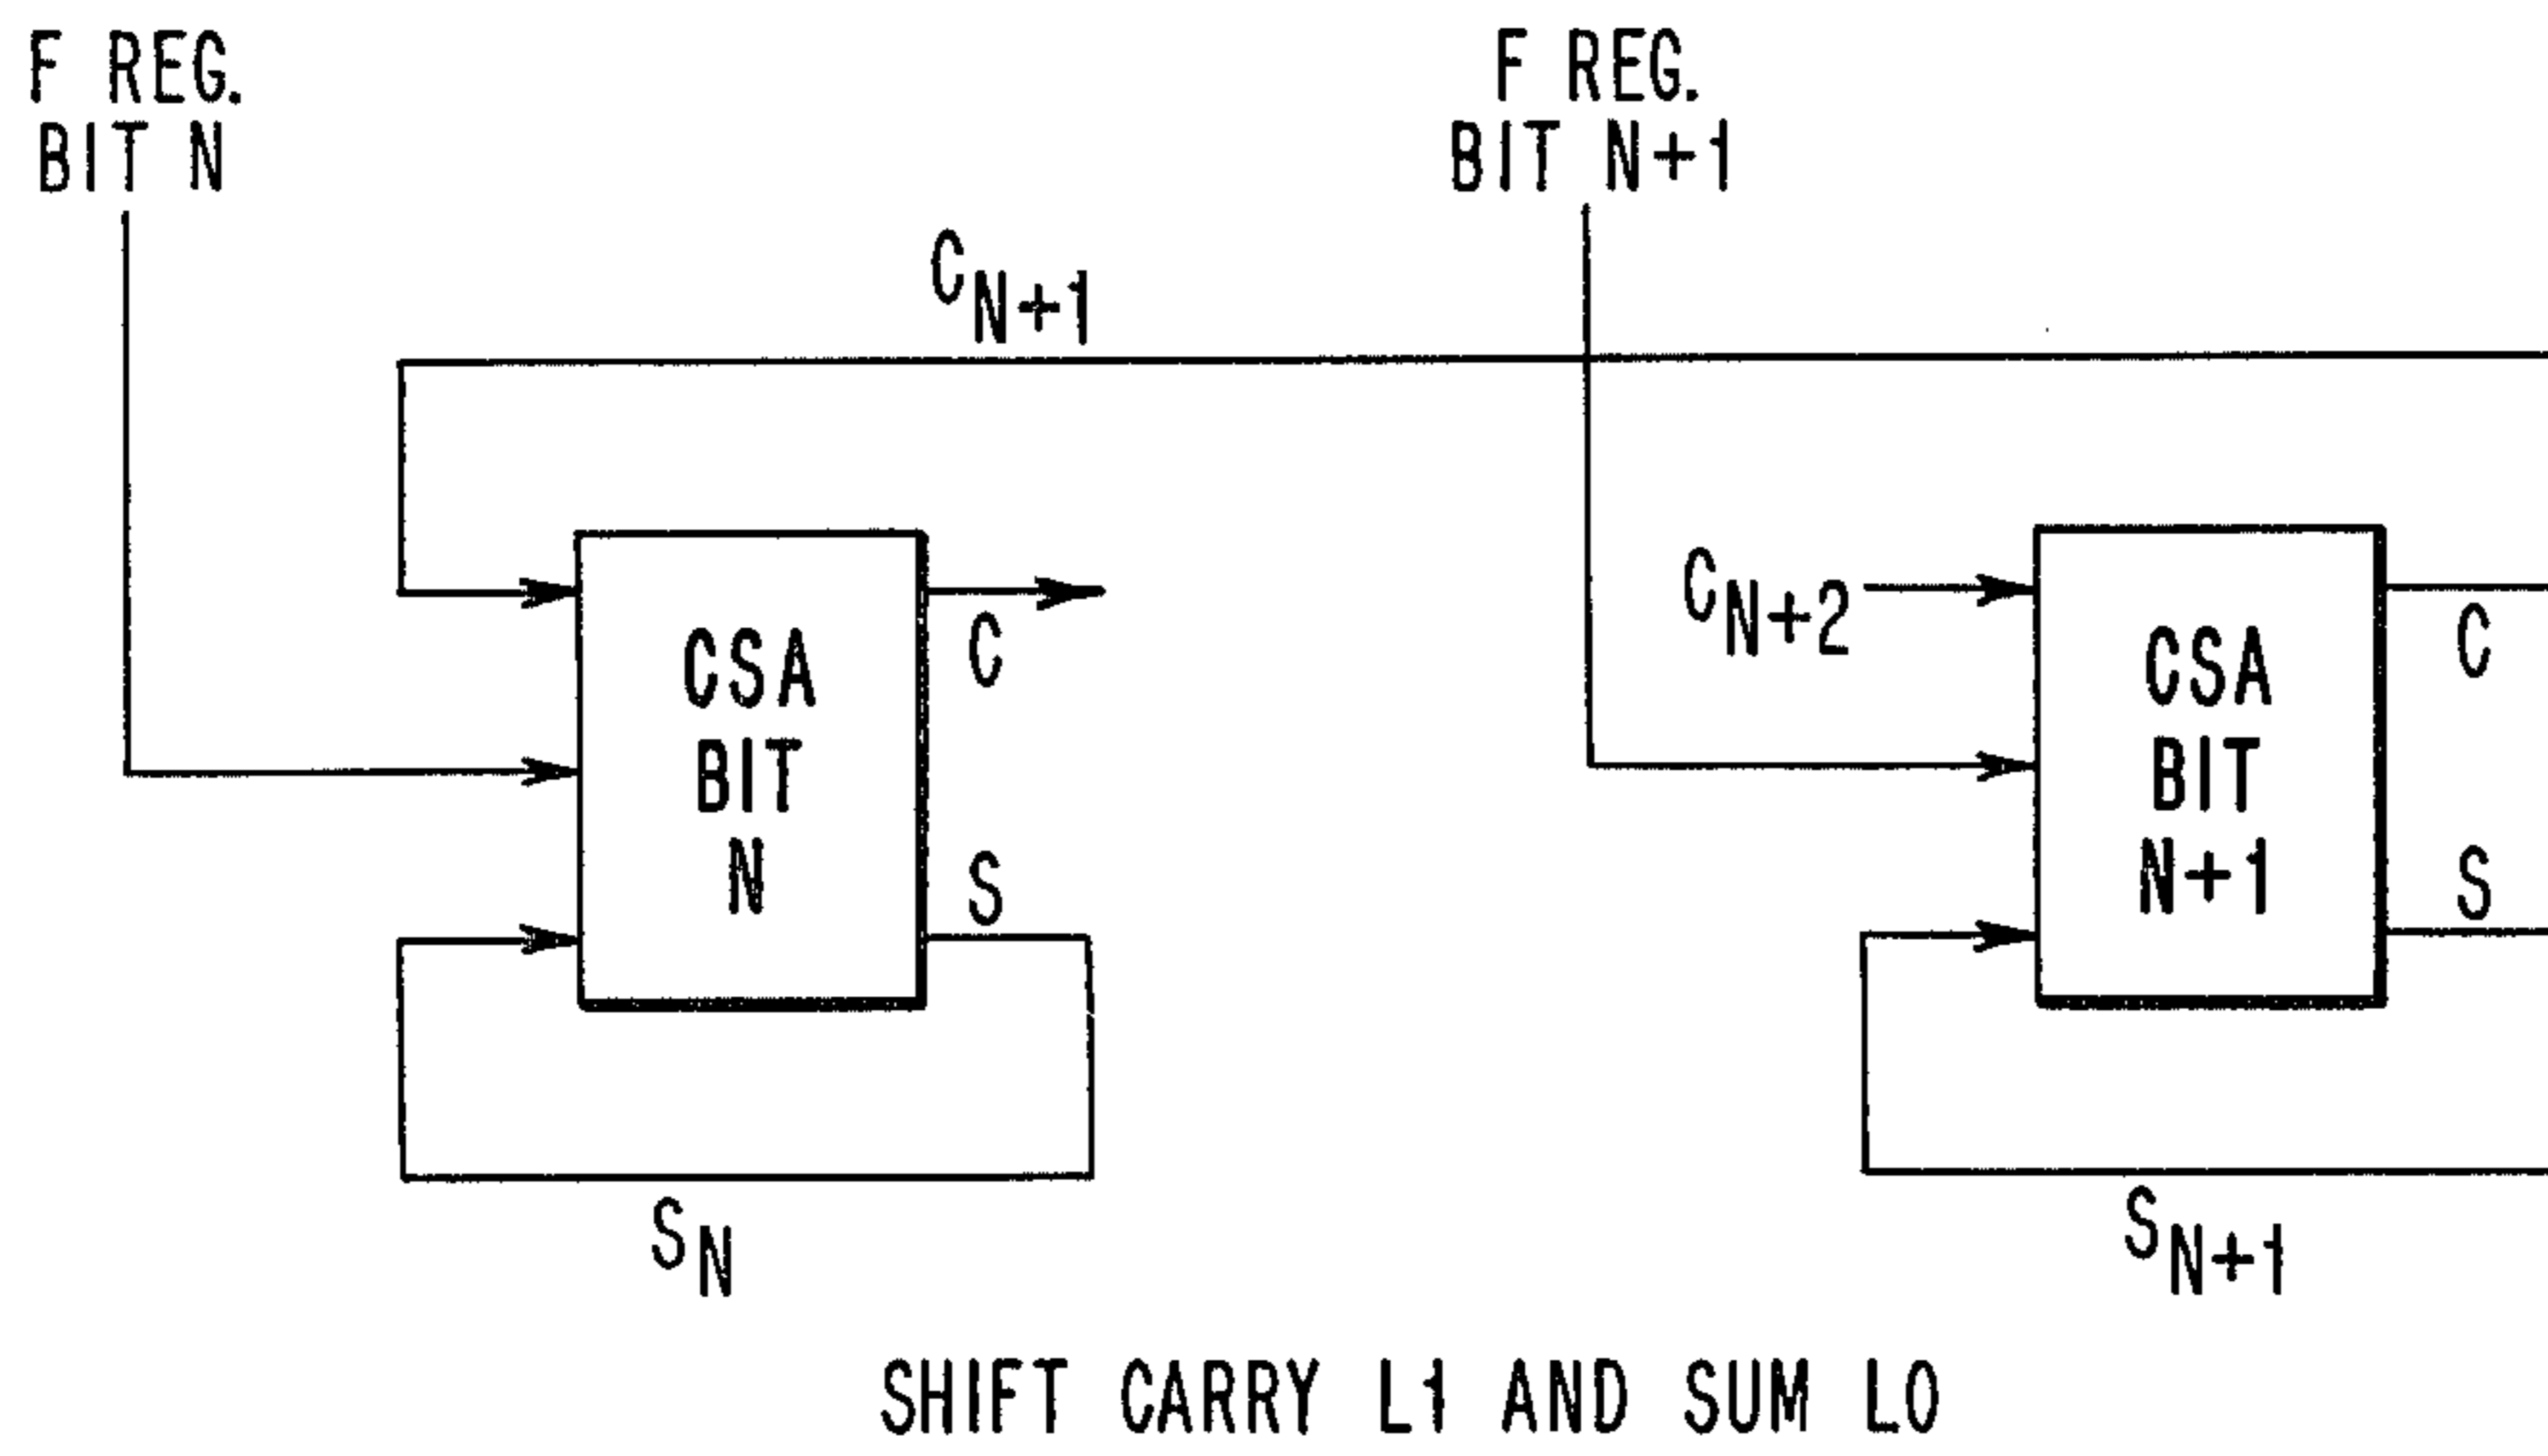 F REG.
BIT N
F REG.
BIT N+1
C N+1
C N+2
CSA
BIT
N
C
S
CSA
BIT
N+1
C
S
S N
S N+1
SHIFT CARRY L1 AND SUM L0